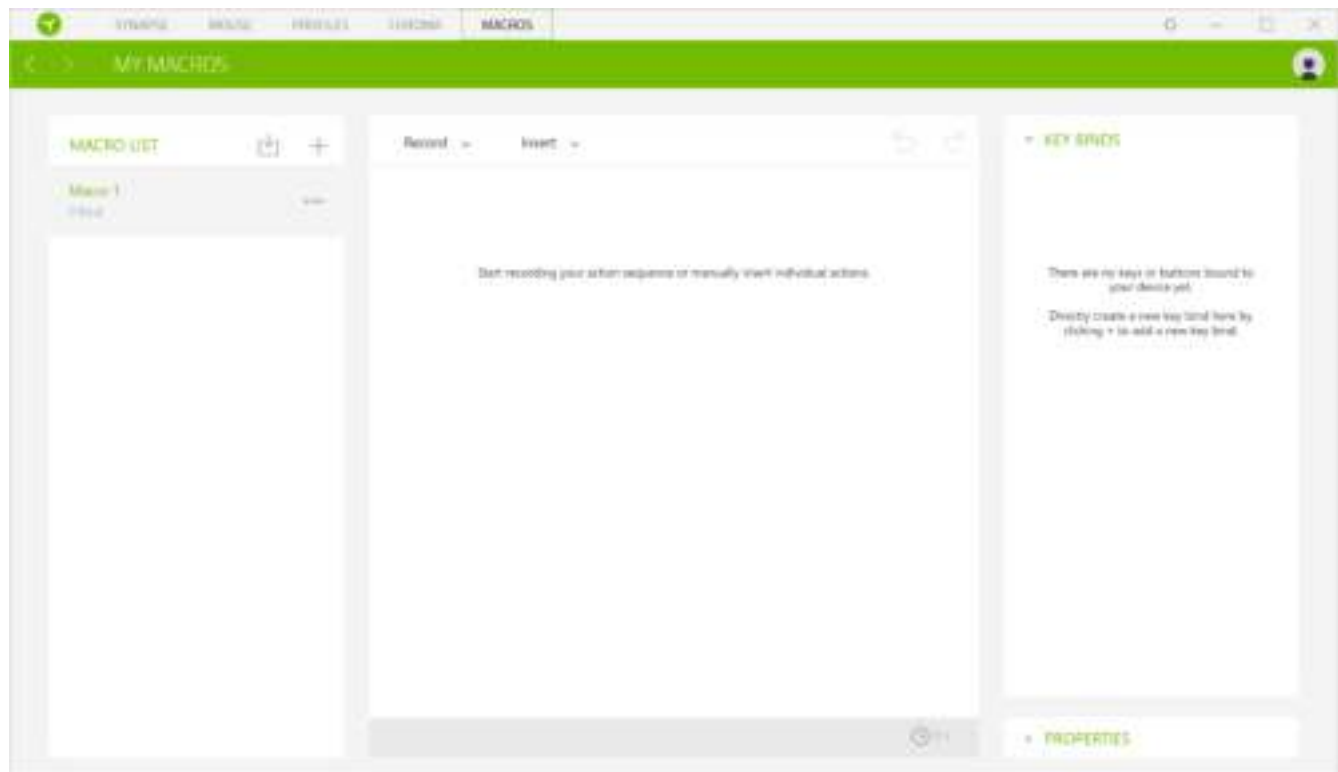 SYNAPSE MOUSE PROFILES CHROMA MACROS
MY MACROS
MACRO LIST
Macro 1
Record
Insert
Start recording your action sequence or manually insert individual actions.
KEY BINDS
There are no keys or buttons bound to
your device yet.
Directly create a new key bind here by
clicking + to add a new key bind.
PROPERTIES